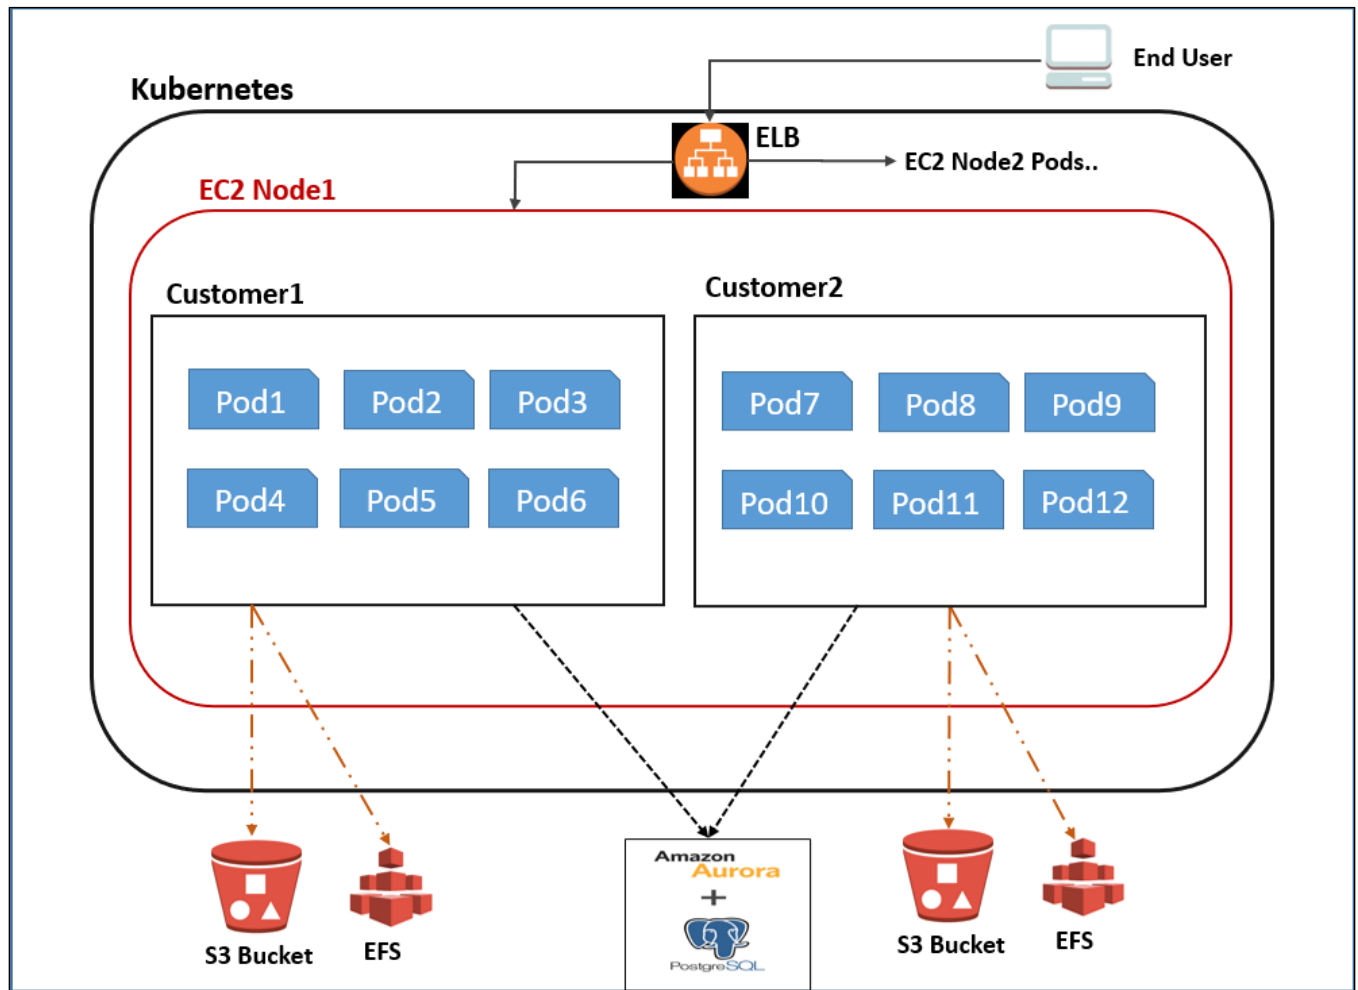 End User
Kubernetes
ELB
EC2 Node2 Pods..
EC2 Node1
Customer1
Customer2
Pod1
Pod2
Pod3
Pod4
Pod5
Pod6
Pod7
Pod8
Pod9
Pod10
Pod11
Pod12
S3 Bucket
EFS
Amazon
Aurora
+
PostgreSQL
S3 Bucket
EFS